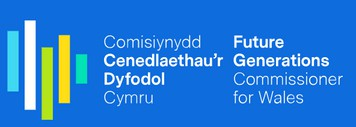 Comisiynydd
Cenedlaethau'r
Dyfodol
Cymru
Future
Generations
Commissioner
for Wales